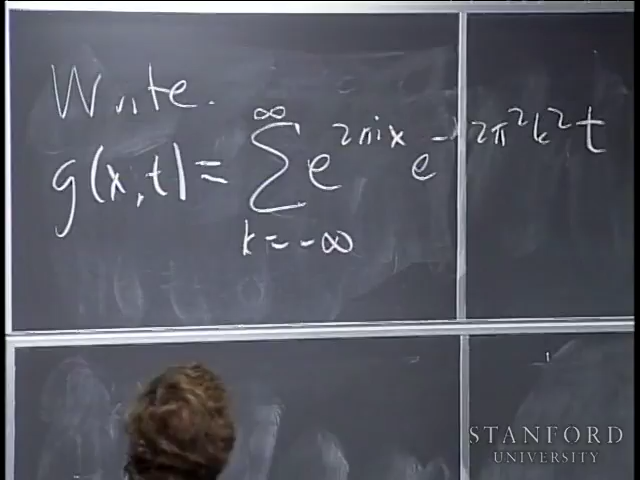 Write.
g(x,t) = ∑_{k=-∞}^{∞} e^{2πix} e^{-2π²k²t}
STANFORD
UNIVERSITY